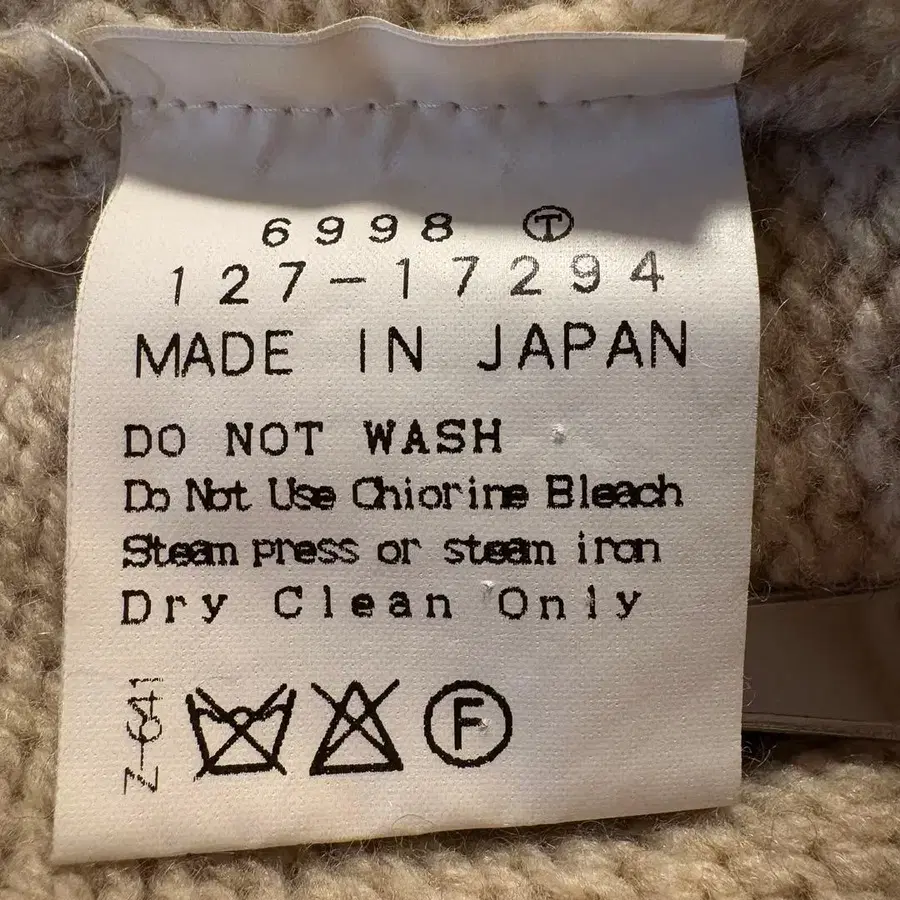 6998 Ⓣ
127-17294
MADE IN JAPAN
DO NOT WASH
Do Not Use Chiorine Bleach
Steam press or steam iron
Dry Clean Only
Z-641
F